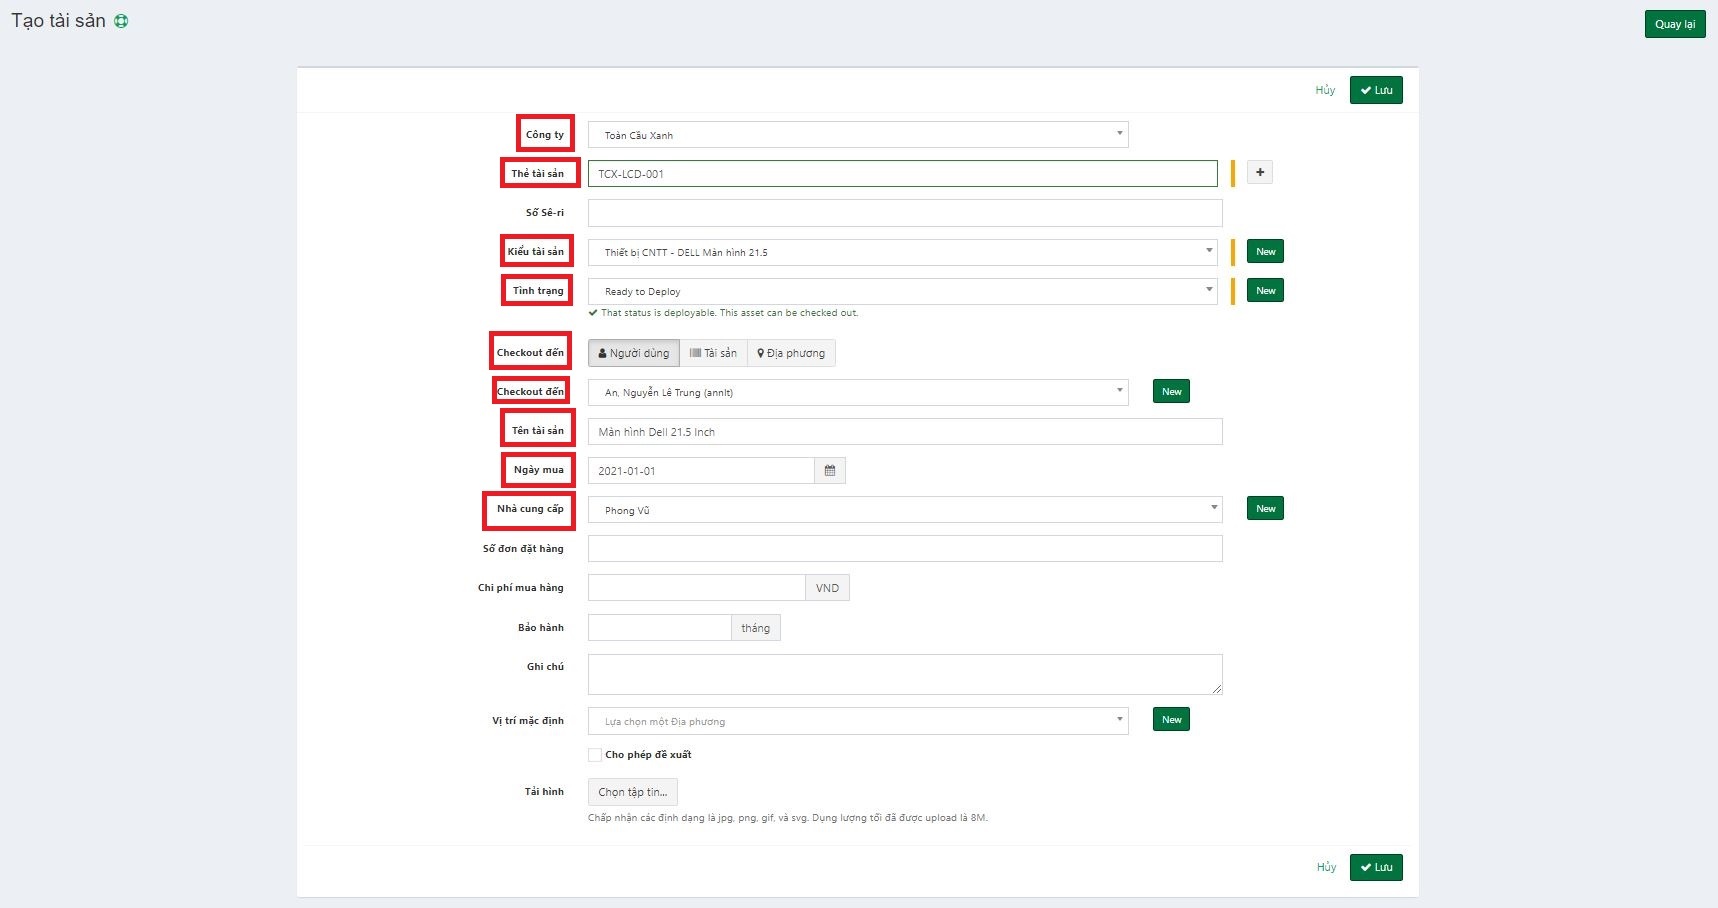 Tạo tài sản
Quay lại
Hủy
Lưu
Công ty
Toàn Cầu Xanh
Thẻ tài sản
TCX-LCD-001
Số Sê-ri
Kiểu tài sản
Thiết bị CNTT - DELL Màn hình 21.5
New
Tình trạng
Ready to Deploy
New
That status is deployable. This asset can be checked out.
Checkout đến
Người dùng
Tài sản
Địa phương
Checkout đến
An, Nguyễn Lê Trung (annlt)
New
Tên tài sản
Màn hình Dell 21.5 Inch
Ngày mua
2021-01-01
Nhà cung cấp
Phong Vũ
New
Số đơn đặt hàng
Chi phí mua hàng
VND
Bảo hành
tháng
Ghi chú
Vị trí mặc định
Lựa chọn một Địa phương
New
Cho phép đề xuất
Tải hình
Chọn tập tin...
Chấp nhận các định dạng là jpg, png, gif, và svg. Dụng lượng tối đã được upload là 8M.
Hủy
Lưu